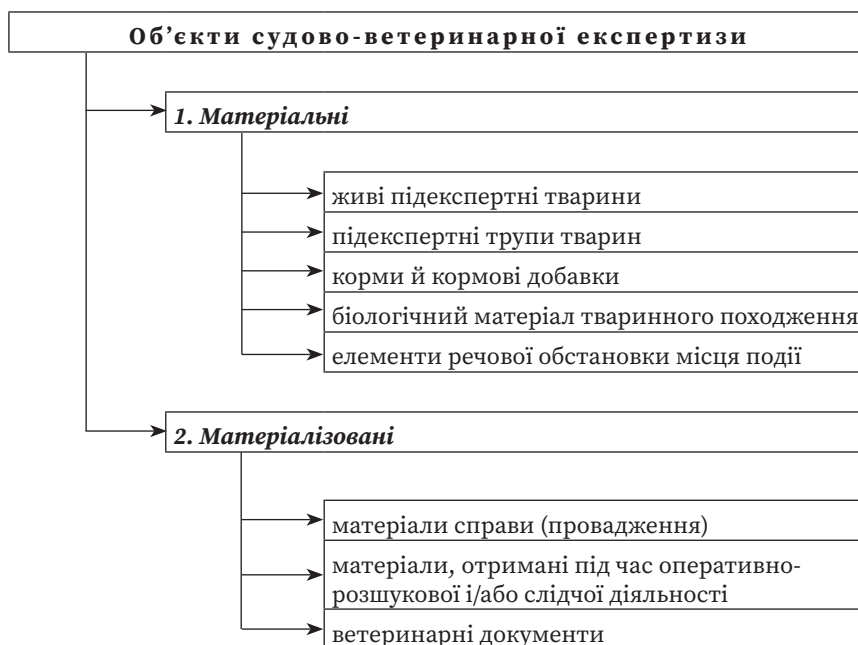 Об’єкти судово-ветеринарної експертизи
1. Матеріальні
живі підекспертні тварини
підекспертні трупи тварин
корми й кормові добавки
біологічний матеріал тваринного походження
елементи речової обстановки місця події
2. Матеріалізовані
матеріали справи (провадження)
матеріали, отримані під час оперативно-
розшукової і/або слідчої діяльності
ветеринарні документи